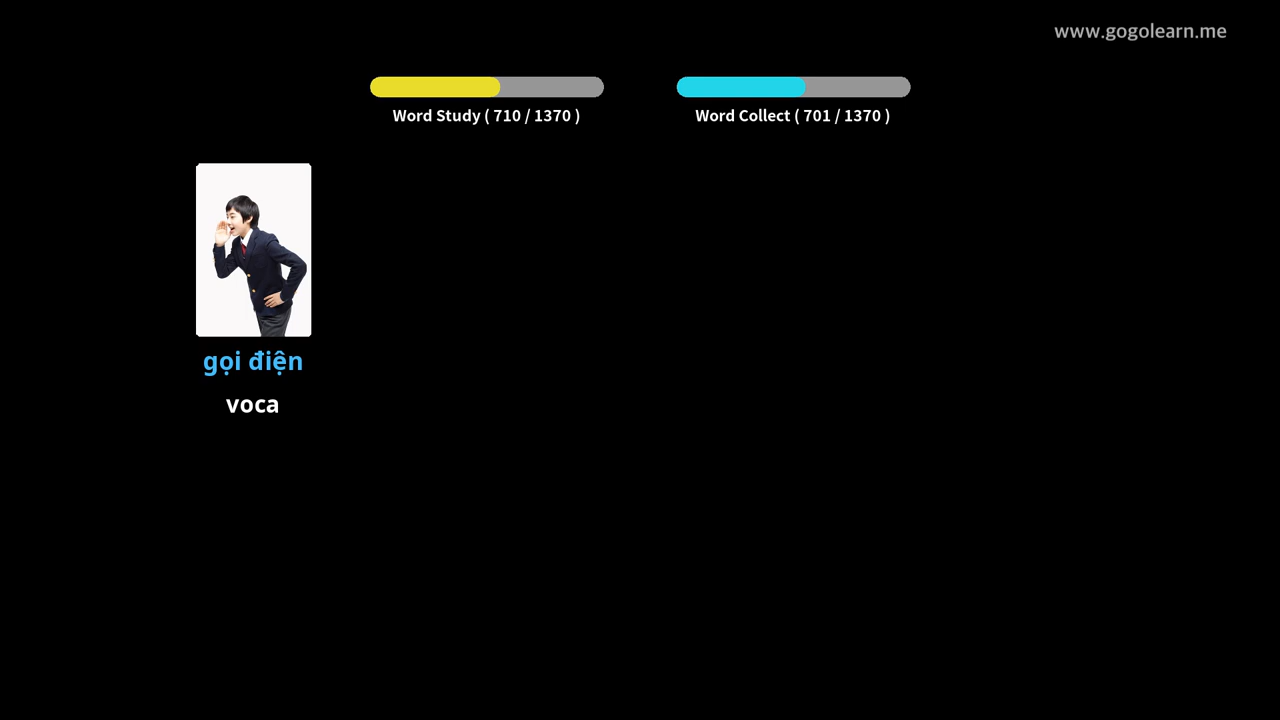 www.gogolearn.me
Word Study ( 710 / 1370 )
Word Collect ( 701 / 1370 )
gọi điện
voca